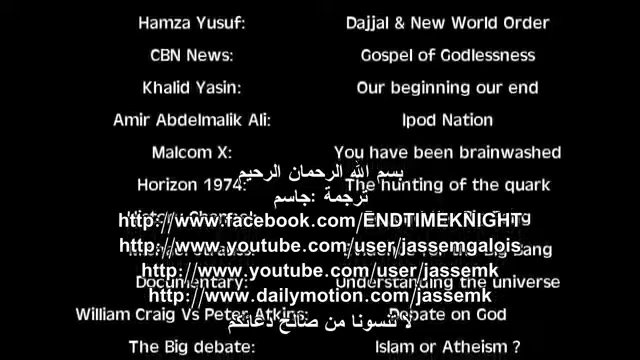 Hamza Yusuf: Dajjal & New World Order
CBN News: Gospel of Godlessness
Khalid Yasin: Our beginning our end
Amir Abdelmalik Ali: Ipod Nation
Malcom X: You have been brainwashed
بسم الله الرحمان الرحيم
Horizon 1974: The hunting of the quark
ترجمة :جاسم
http://www.facebook.com/ENDTIMEKNIGHT
http://www.youtube.com/user/jassemgalois
Bang
http://www.youtube.com/user/jassemk
Documentary: Understanding the universe
http://www.dailymotion.com/jassemk
William Craig Vs Peter Atkins: Debate on God
لا تنسونا من صالح دعائكم
The Big debate: Islam or Atheism ?